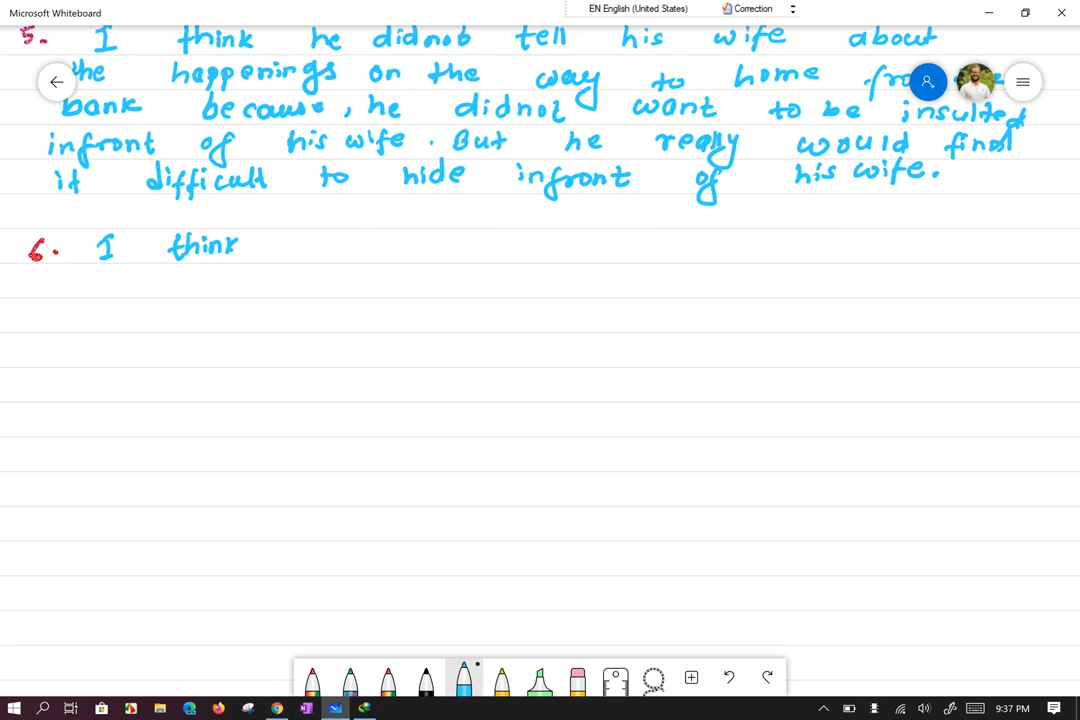 Microsoft Whiteboard
EN English (United States) Correction
5. I think he didnot tell his wife about
the happenings on the way to home
bank because, he didnot want to be insulted
infront of his wife. But he really would find
it difficult to hide infront of his wife.
6. I think
9:37 PM